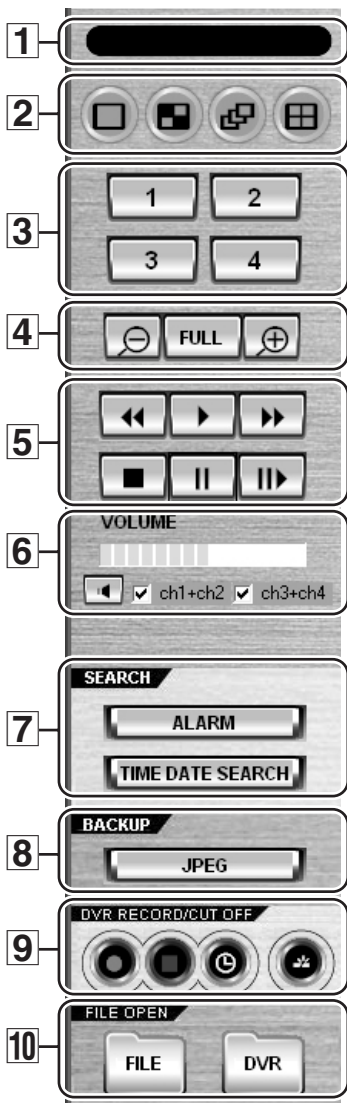 1
2
3
1 2
3 4
4
FULL
5
6
VOLUME
ch1+ch2 ch3+ch4
7
SEARCH
ALARM
TIME DATE SEARCH
8
BACKUP
JPEG
9
DVR RECORD/CUT OFF
10
FILE OPEN
FILE DVR